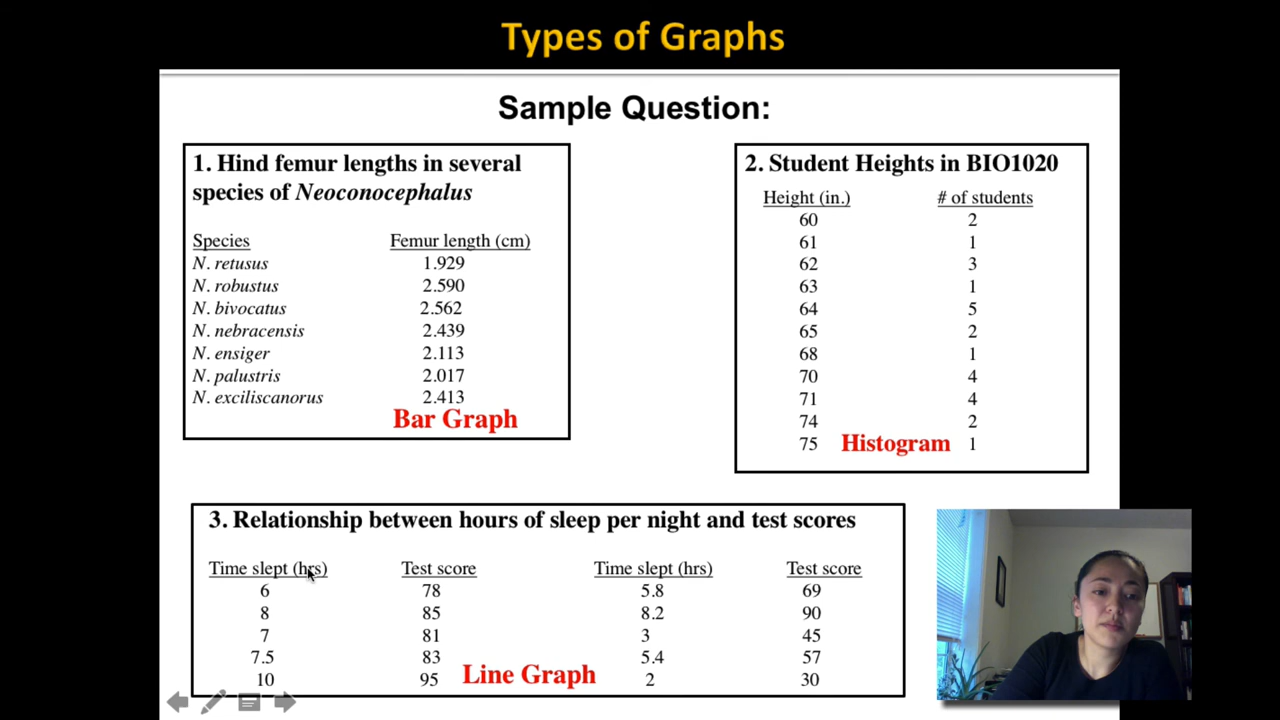 Types of Graphs
Sample Question:
1. Hind femur lengths in several
species of Neoconocephalus
Species Femur length (cm)
N. retusus 1.929
N. robustus 2.590
N. bivocatus 2.562
N. nebracensis 2.439
N. ensiger 2.113
N. palustris 2.017
N. exciliscanorus 2.413
Bar Graph
2. Student Heights in BIO1020
Height (in.) # of students
60 2
61 1
62 3
63 1
64 5
65 2
68 1
70 4
71 4
74 2
75 Histogram 1
3. Relationship between hours of sleep per night and test scores
Time slept (hrs) Test score Time slept (hrs) Test score
6 78 5.8 69
8 85 8.2 90
7 81 3 45
7.5 83 5.4 57
10 95 Line Graph 2 30